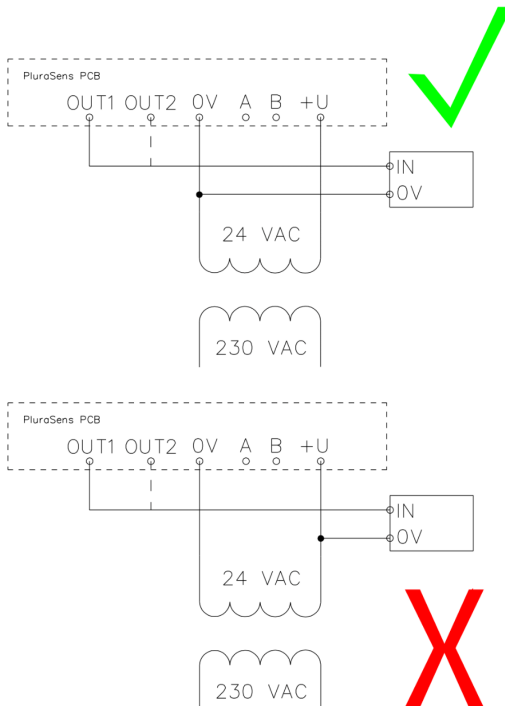 PluraSens PCB
OUT1 OUT2 0V A B +U
IN
0V
24 VAC
230 VAC
PluraSens PCB
OUT1 OUT2 0V A B +U
IN
0V
24 VAC
230 VAC